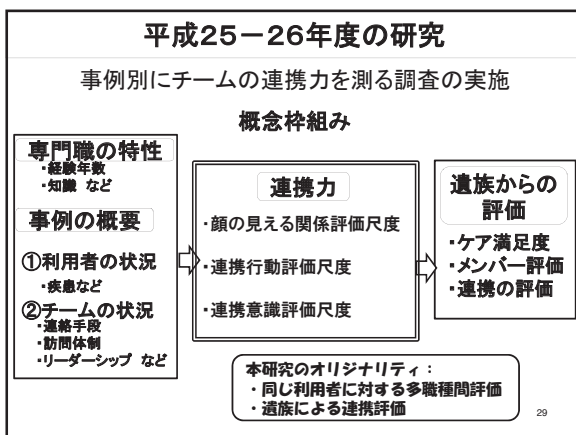 平成25－26年度の研究
事例別にチームの連携力を測る調査の実施
概念枠組み
専門職の特性
・経験年数
・知識 など
事例の概要
①利用者の状況
・疾患など
②チームの状況
・連絡手段
・訪問体制
・リーダーシップ など
連携力
・顔の見える関係評価尺度
・連携行動評価尺度
・連携意識評価尺度
遺族からの
評価
・ケア満足度
・メンバー評価
・連携の評価
本研究のオリジナリティ：
・同じ利用者に対する多職種間評価
・遺族による連携評価
29